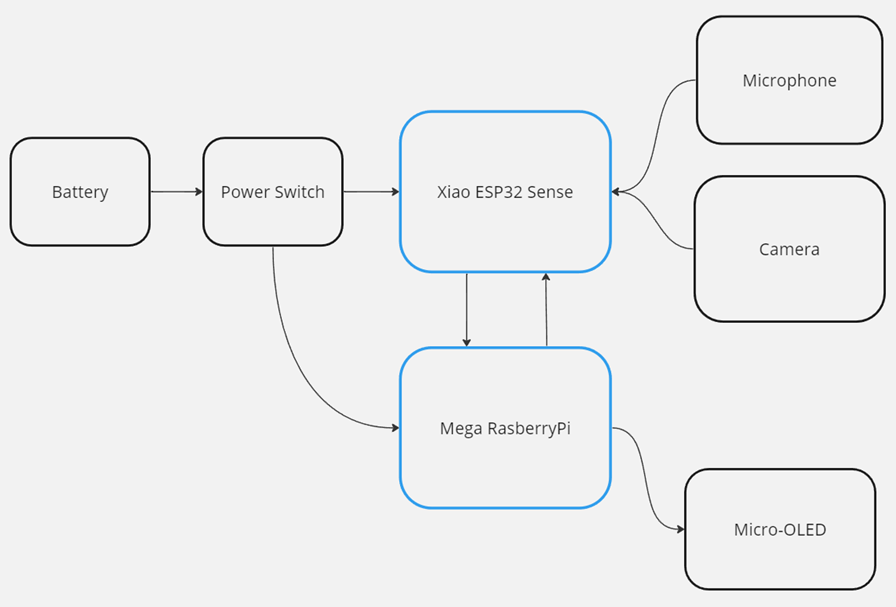 Microphone
Battery
Power Switch
Xiao ESP32 Sense
Camera
Mega RasberryPi
Micro-OLED